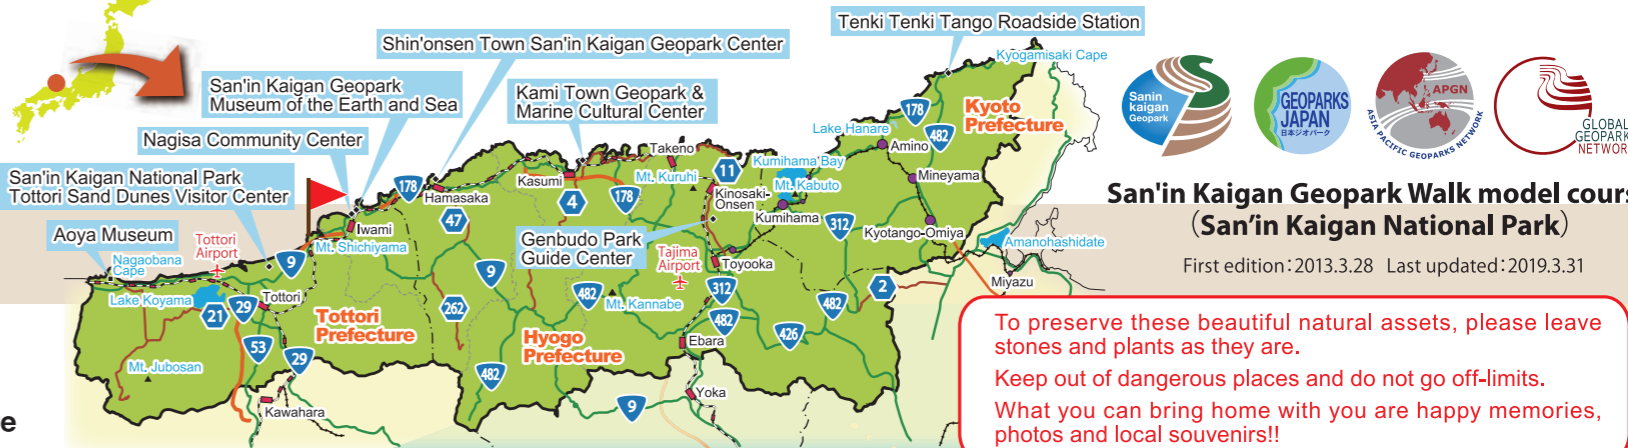 Tenki Tenki Tango Roadside Station
Shin'onsen Town San'in Kaigan Geopark Center
Kyogamisaki Cape
San'in Kaigan Geopark
Museum of the Earth and Sea
Kami Town Geopark &
Marine Cultural Center
Nagisa Community Center
San'in Kaigan National Park
Tottori Sand Dunes Visitor Center
Aoya Museum
Genbudo Park
Guide Center
Kyoto
Prefecture
178
482
Lake Hanare
Amino
Takeno
Kumihama Bay
Mt. Kabuto
Mineyama
11
Mt. Kuruhi
Kasumi
178
Hamasaka
4
178
Kinosaki-
Onsen
Kumihama
47
312
Kyotango-Omiya
Iwami
Mt. Shichiyama
Amanohashidate
Tottori
Airport
Nagaobana
Cape
9
Tajima
Airport
Toyooka
Miyazu
9
2
Lake Koyama
21
29
Tottori
482
Mt. Kannabe
312
482
262
Tottori
Prefecture
482
426
Hyogo
Prefecture
53
29
Ebara
Mt. Jubosan
482
Yoka
9
Kawahara
Sanin
kaigan
Geopark
GEOPARKS
JAPAN
日本ジオパーク
APGN
ASIA PACIFIC GEOPARKS NETWORK
GLOBAL
GEOPARK
NETWOR
San'in Kaigan Geopark Walk model cours
(San'in Kaigan National Park)
First edition:2013.3.28 Last updated:2019.3.31
To preserve these beautiful natural assets, please leave
stones and plants as they are.
Keep out of dangerous places and do not go off-limits.
What you can bring home with you are happy memories,
photos and local souvenirs!!
e